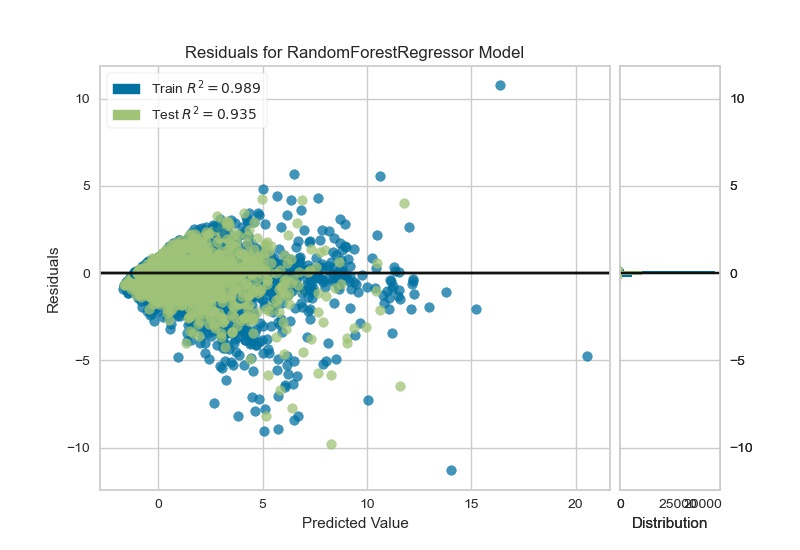 Residuals for RandomForestRegressor Model
Train R² = 0.989
Test R² = 0.935
Residuals
10
5
0
−5
−10
0
5
10
15
20
Predicted Value
10
5
0
−5
−10
0
Distribution